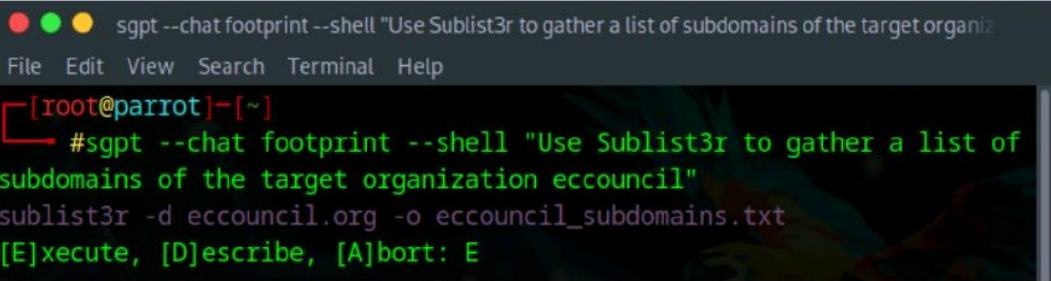 sgpt --chat footprint --shell "Use Sublist3r to gather a list of subdomains of the target organiz
File Edit View Search Terminal Help
[root@parrot]─[~]
#sgpt --chat footprint --shell "Use Sublist3r to gather a list of
subdomains of the target organization eccouncil"
sublist3r -d eccouncil.org -o eccouncil_subdomains.txt
[E]xecute, [D]escribe, [A]bort: E